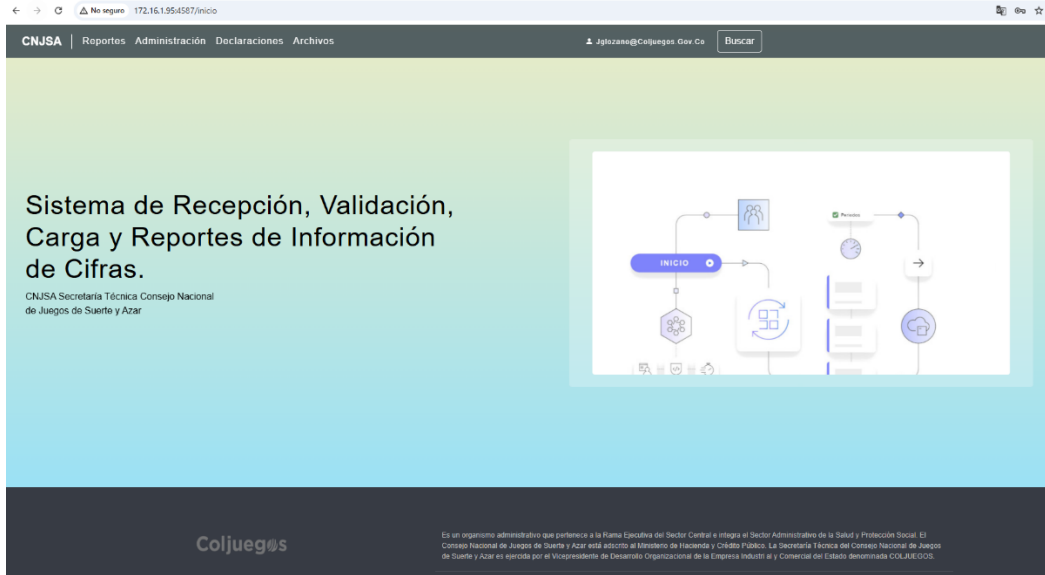 No seguro 172.16.1.95:4587/inicio
CNJSA Reportes Administración Declaraciones Archivos Jglozano@Coljuegos.Gov.Co Buscar
Sistema de Recepción, Validación,
Carga y Reportes de Información
de Cifras.
CNJSA Secretaría Técnica Consejo Nacional
de Juegos de Suerte y Azar
Periodos
INICIO
Coljuegos
Es un organismo administrativo que pertenece a la Rama Ejecutiva del Sector Central e integra el Sector Administrativo de la Salud y Protección Social. El
Consejo Nacional de Juegos de Suerte y Azar está adscrito al Ministerio de Hacienda y Crédito Público. La Secretaría Técnica del Consejo Nacional de Juegos
de Suerte y Azar es ejercida por el Vicepresidente de Desarrollo Organizacional de la Empresa Industri al y Comercial del Estado denominada COLJUEGOS.